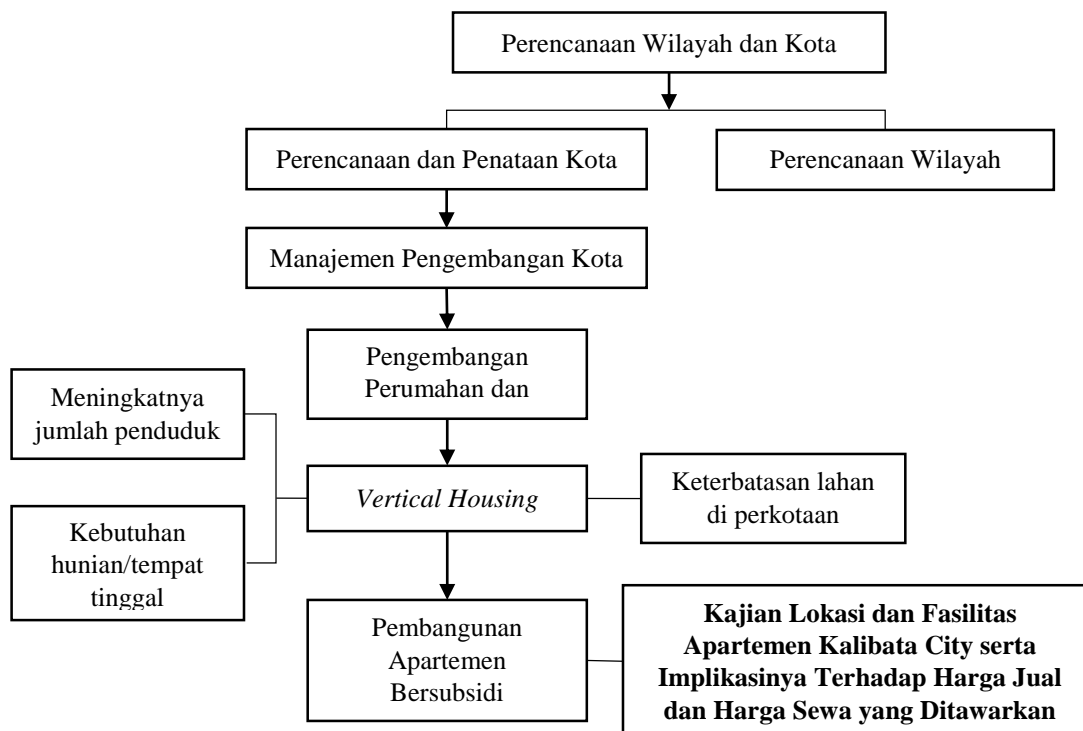 Perencanaan Wilayah dan Kota
Perencanaan dan Penataan Kota
Perencanaan Wilayah
Manajemen Pengembangan Kota
Pengembangan
Perumahan dan
Meningkatnya
jumlah penduduk
Vertical Housing
Keterbatasan lahan
di perkotaan
Kebutuhan
hunian/tempat
tinggal
Pembangunan
Apartemen
Bersubsidi
Kajian Lokasi dan Fasilitas
Apartemen Kalibata City serta
Implikasinya Terhadap Harga Jual
dan Harga Sewa yang Ditawarkan